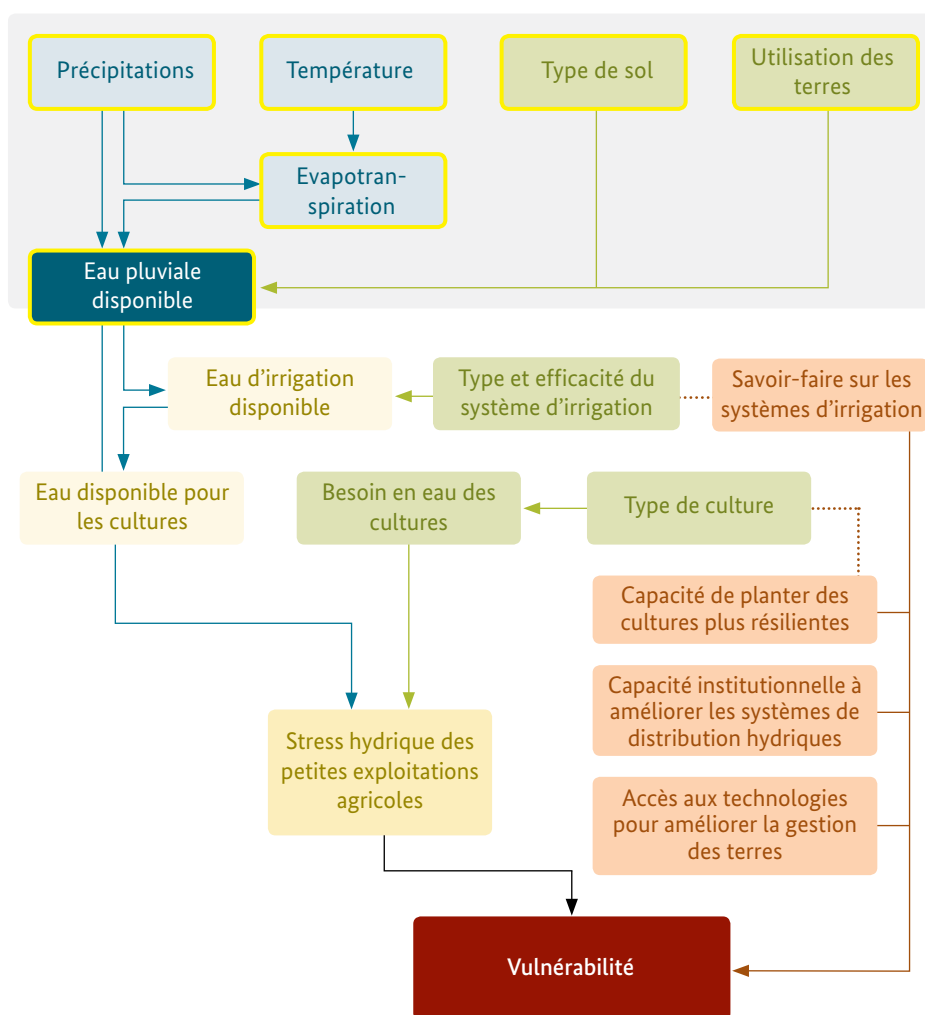 Précipitations
Température
Type de sol
Utilisation des
terres
Evapotran-
spiration
Eau pluviale
disponible
Eau d'irrigation
disponible
Type et efficacité du
système d'irrigation
Savoir-faire sur les
systèmes d'irrigation
Eau disponible pour
les cultures
Besoin en eau des
cultures
Type de culture
Capacité de planter des
cultures plus résilientes
Capacité institutionnelle à
améliorer les systèmes de
distribution hydriques
Stress hydrique des
petites exploitations
agricoles
Accès aux technologies
pour améliorer la gestion
des terres
Vulnérabilité